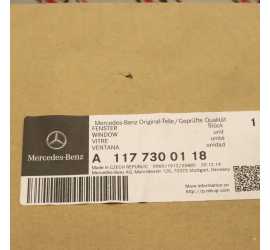 Mercedes-Benz Original-Teile / Geprüfte Qualität
FENSTER
WINDOW
VITRE
VENTANA
Stück
unit
unité
unidad
1
Mercedes-Benz
A 117 730 01 18
Made in CZECH REPUBLIC
Mercedes-Benz AG, Mercedesstr. 120, 70372 Stuttgart, Germany